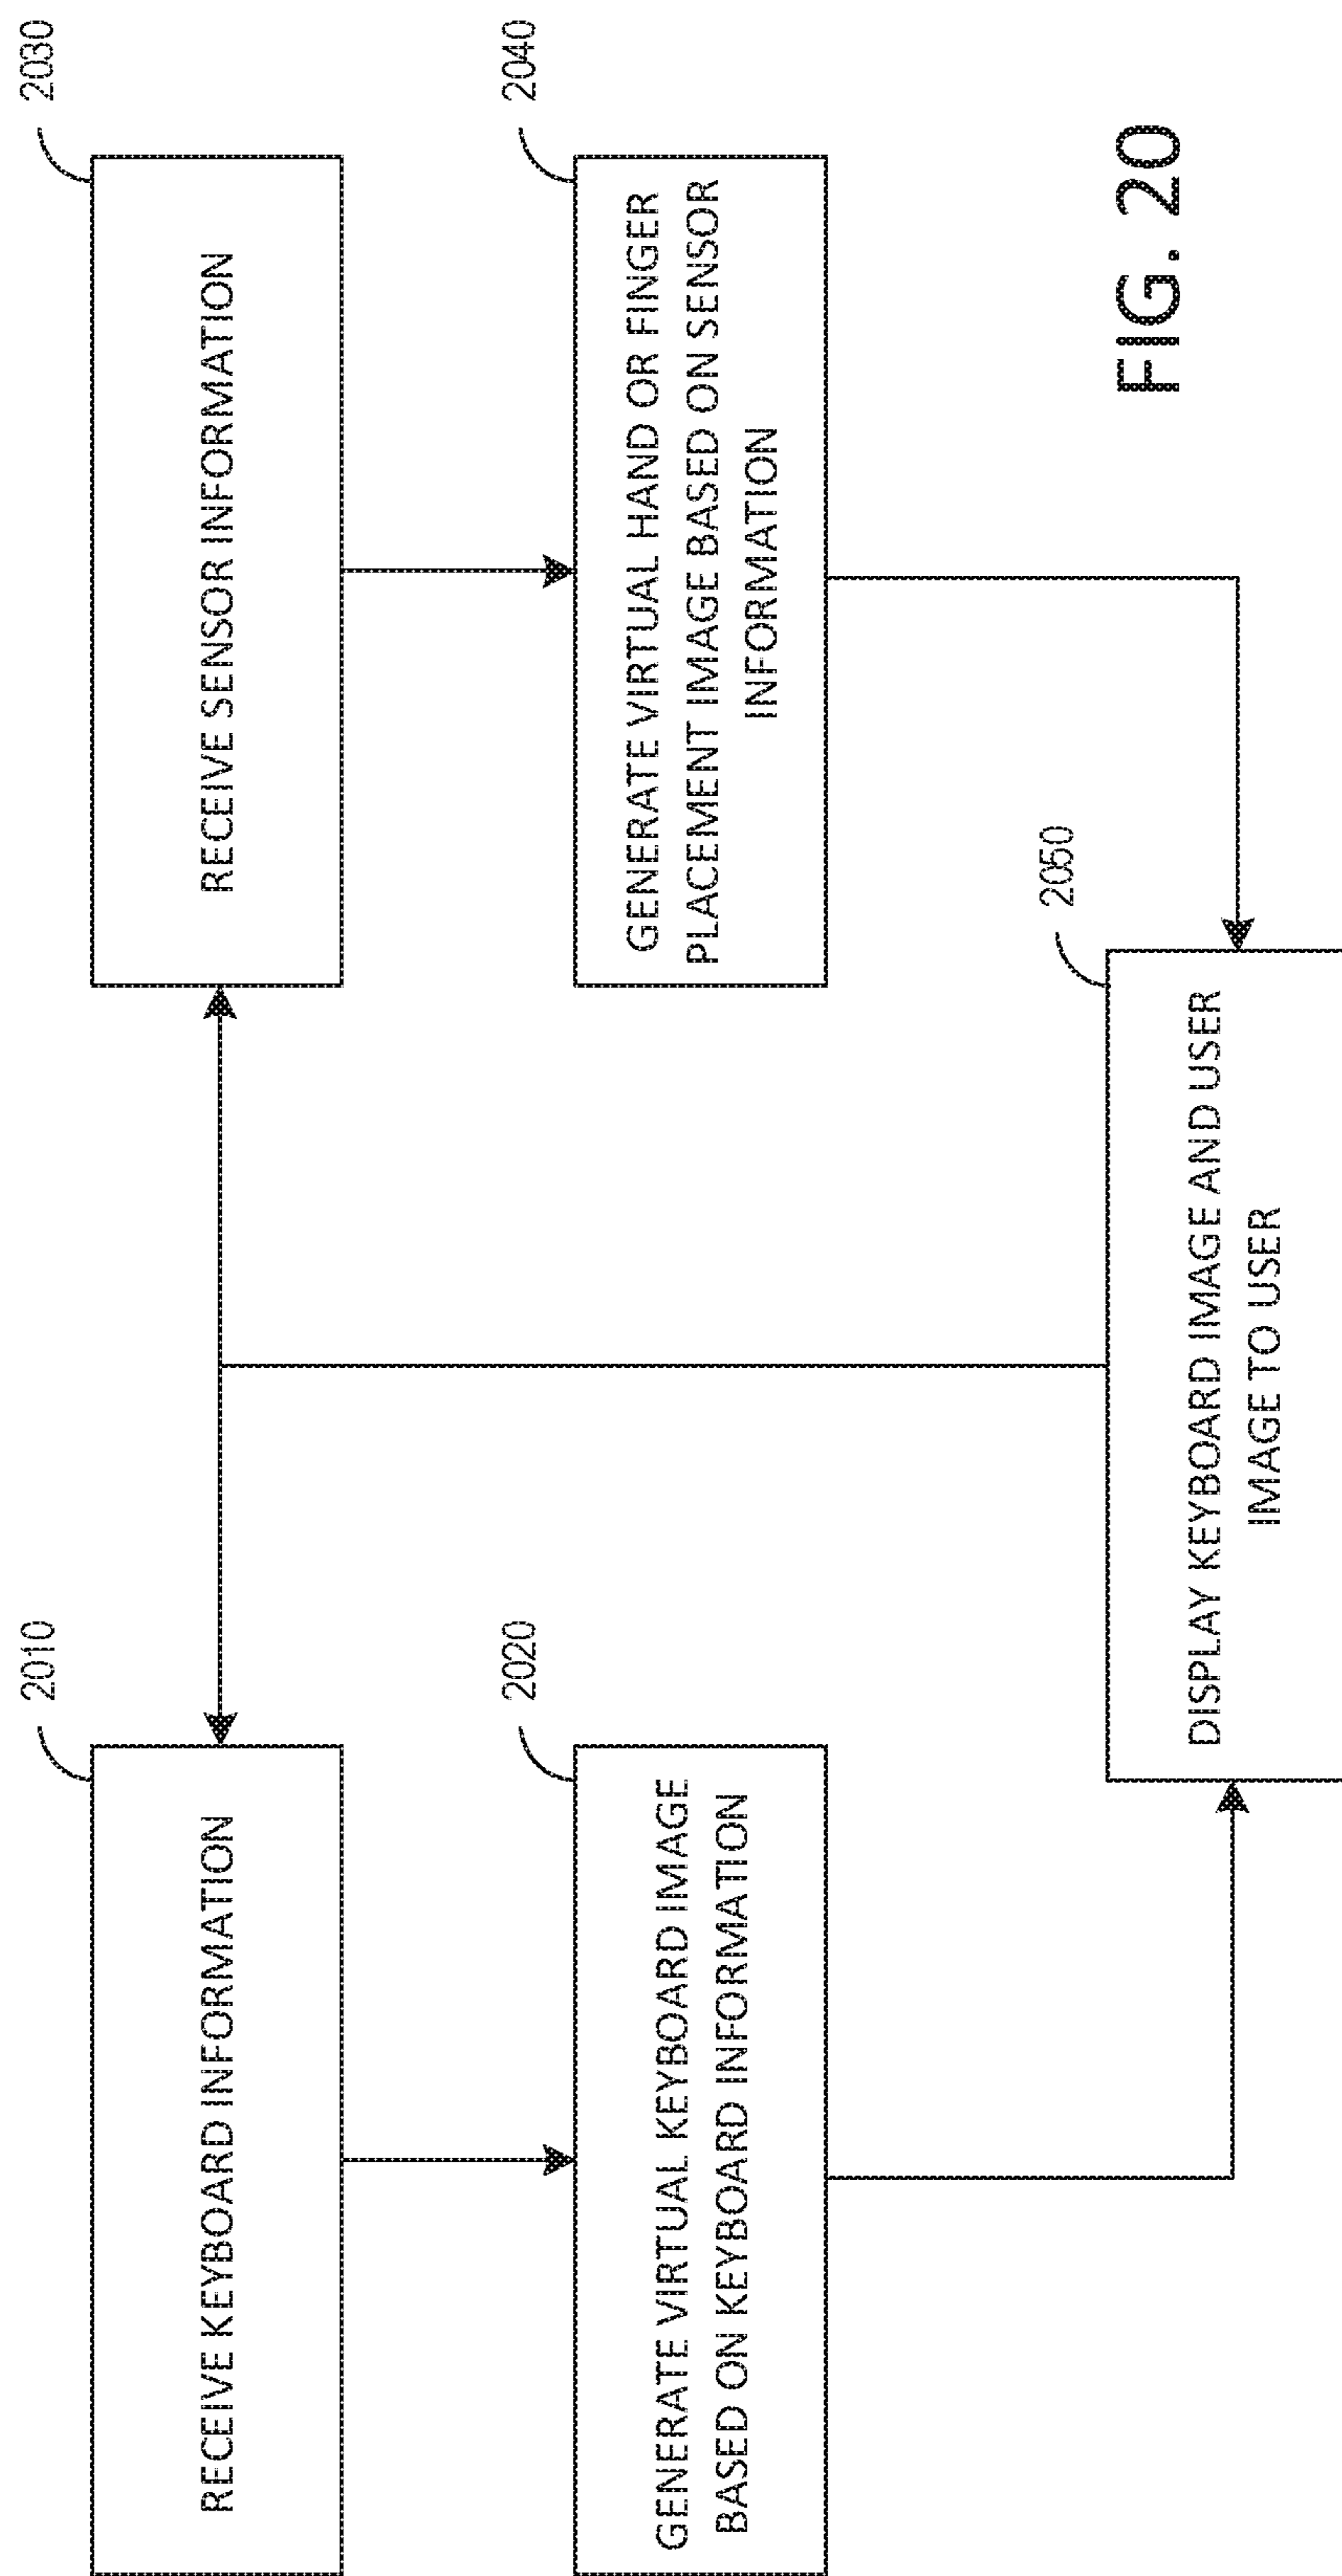 2010
RECEIVE KEYBOARD INFORMATION
2020
GENERATE VIRTUAL KEYBOARD IMAGE
BASED ON KEYBOARD INFORMATION
2030
RECEIVE SENSOR INFORMATION
2040
GENERATE VIRTUAL HAND OR FINGER
PLACEMENT IMAGE BASED ON SENSOR
INFORMATION
2050
DISPLAY KEYBOARD IMAGE AND USER
IMAGE TO USER
FIG. 20